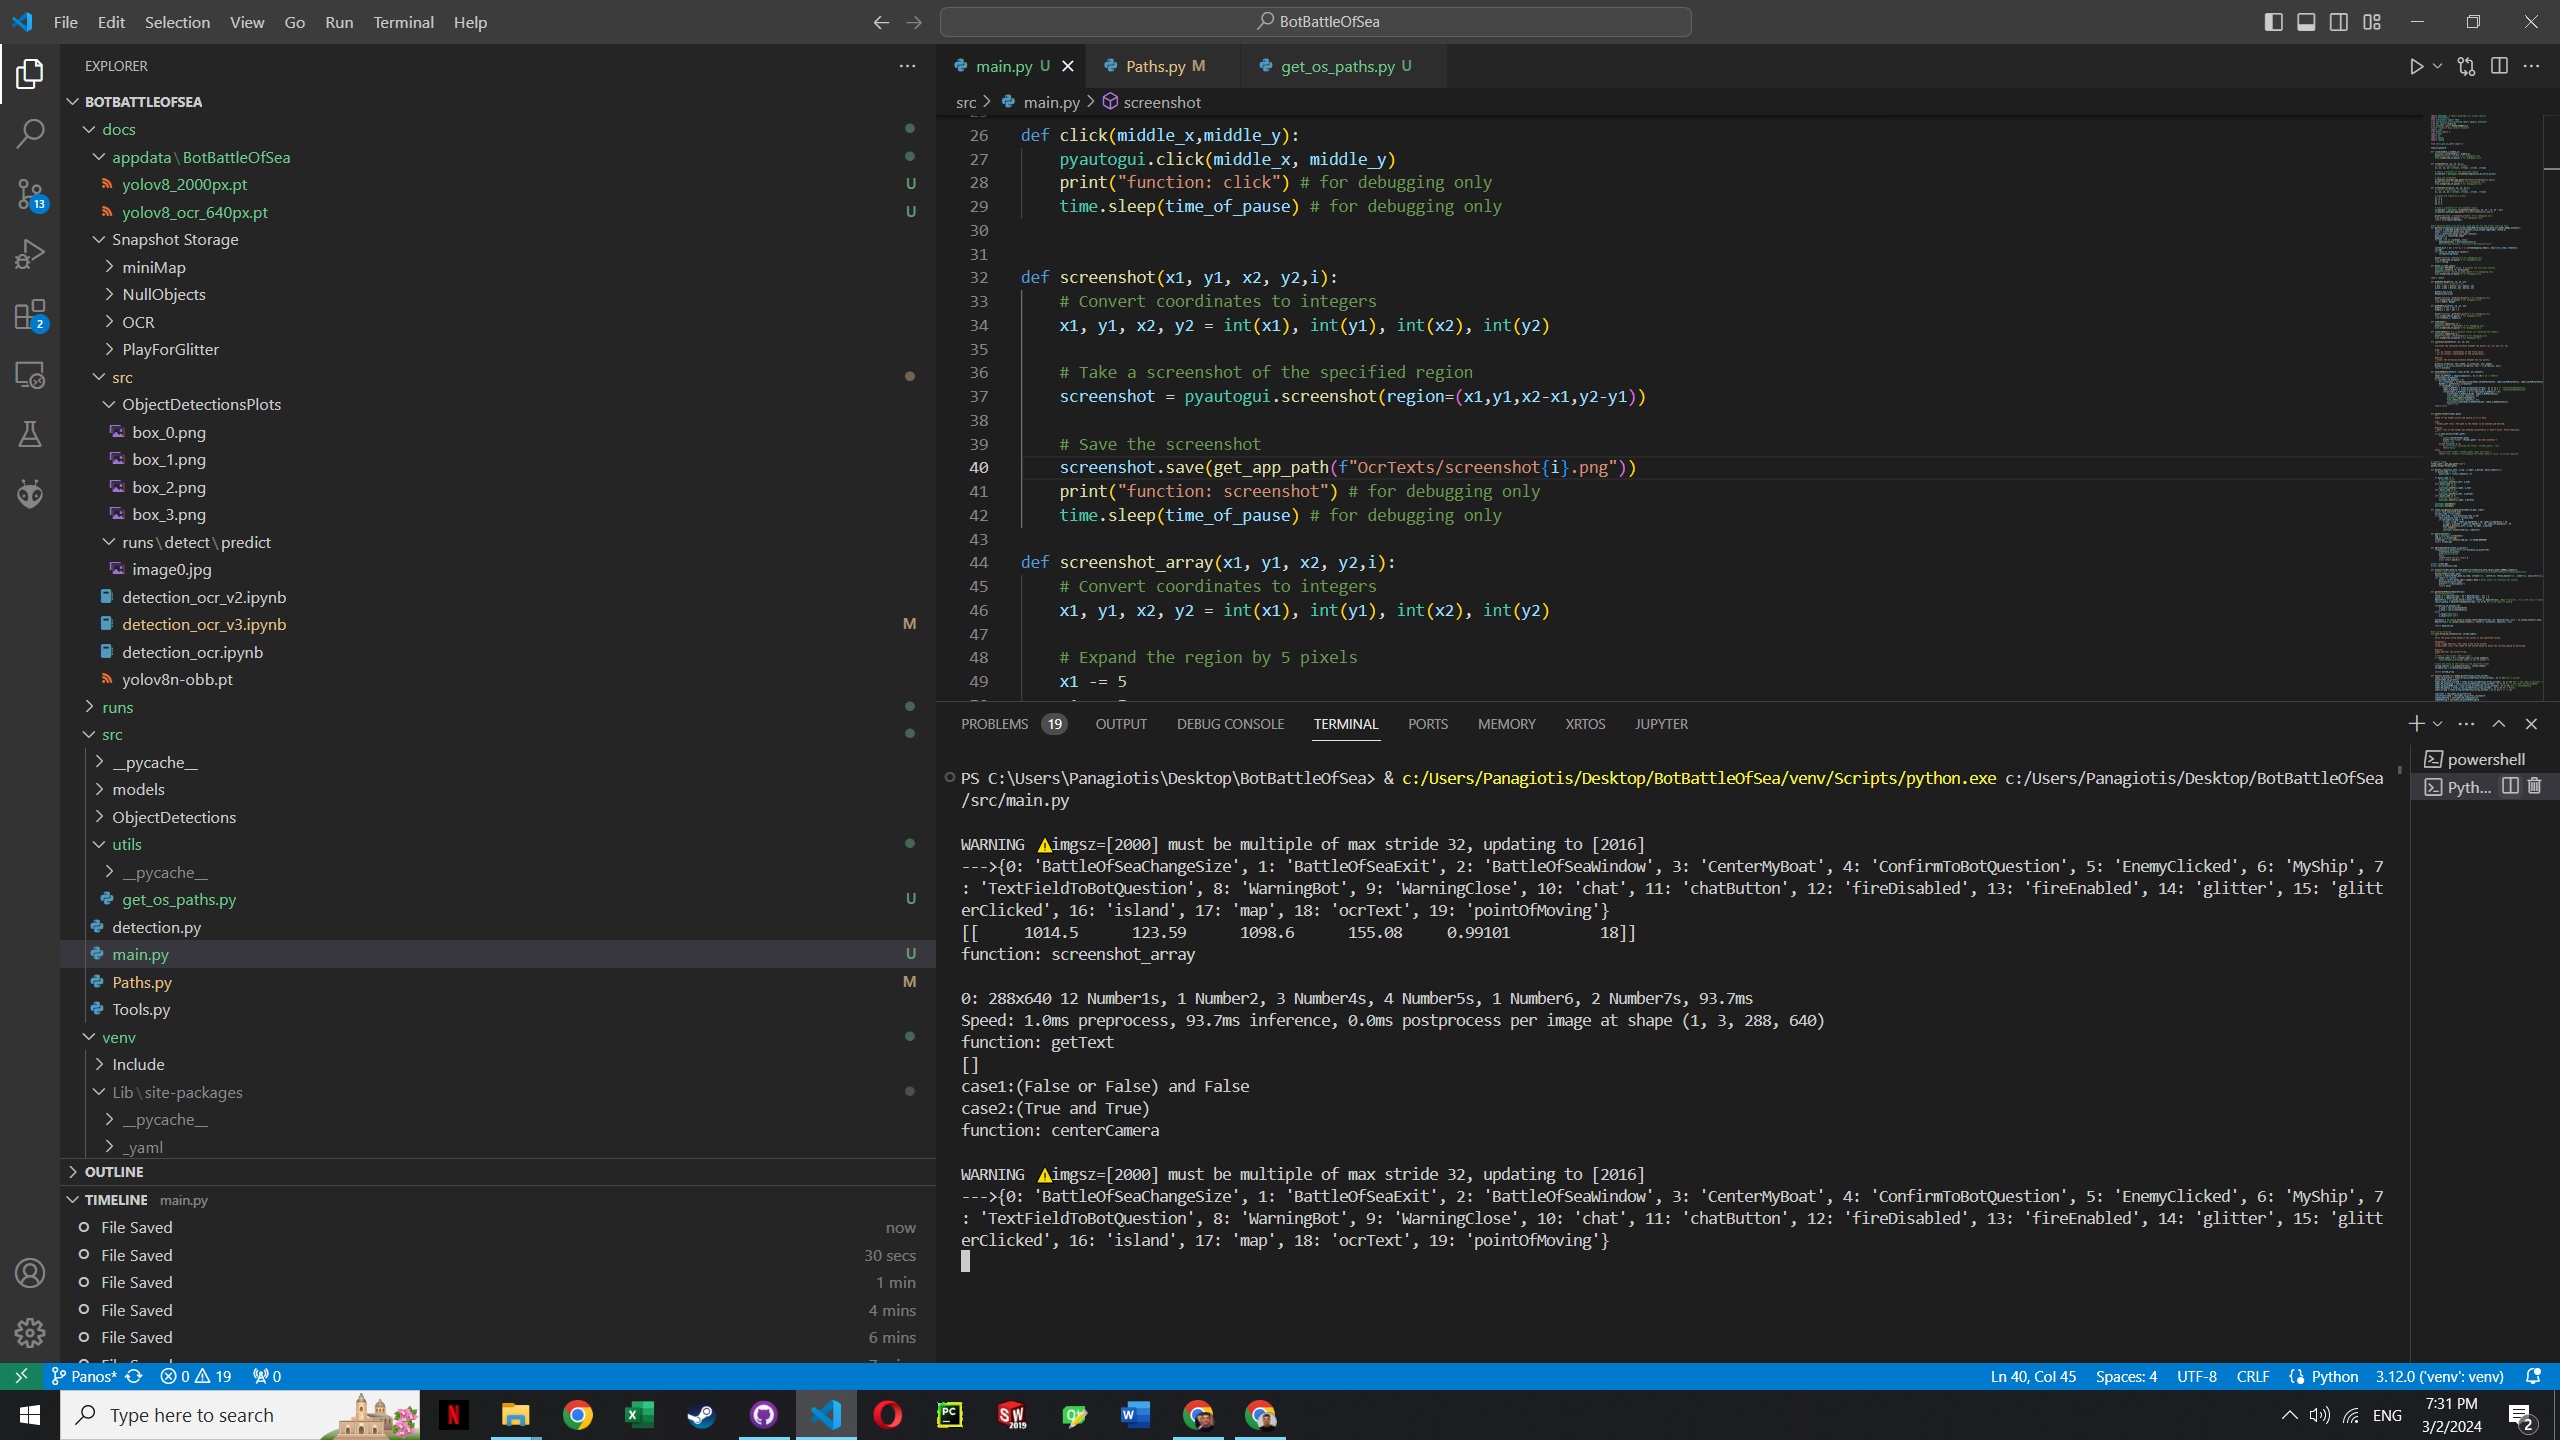 File Edit Selection View Go Run Terminal Help
BotBattleOfSea
EXPLORER
BOTBATTLEOFSEA
docs
appdata\BotBattleOfSea
yolov8_2000px.pt U
yolov8_ocr_640px.pt U
Snapshot Storage
miniMap
NullObjects
OCR
PlayForGlitter
src
ObjectDetectionsPlots
box_0.png
box_1.png
box_2.png
box_3.png
runs\detect\predict
image0.jpg
detection_ocr_v2.ipynb
detection_ocr_v3.ipynb M
detection_ocr.ipynb
yolov8n-obb.pt
runs
src
__pycache__
models
ObjectDetections
utils
__pycache__
get_os_paths.py U
detection.py
main.py U
Paths.py M
Tools.py
venv
Include
Lib\site-packages
__pycache__
_yaml
OUTLINE
TIMELINE main.py
File Saved now
File Saved 30 secs
File Saved 1 min
File Saved 4 mins
File Saved 6 mins
13
2
main.py U Paths.py M get_os_paths.py U
src > main.py > screenshot
26 def click(middle_x,middle_y):
27 pyautogui.click(middle_x, middle_y)
28 print("function: click") # for debugging only
29 time.sleep(time_of_pause) # for debugging only
30
31
32 def screenshot(x1, y1, x2, y2,i):
33 # Convert coordinates to integers
34 x1, y1, x2, y2 = int(x1), int(y1), int(x2), int(y2)
35
36 # Take a screenshot of the specified region
37 screenshot = pyautogui.screenshot(region=(x1,y1,x2-x1,y2-y1))
38
39 # Save the screenshot
40 screenshot.save(get_app_path(f"OcrTexts/screenshot{i}.png"))
41 print("function: screenshot") # for debugging only
42 time.sleep(time_of_pause) # for debugging only
43
44 def screenshot_array(x1, y1, x2, y2,i):
45 # Convert coordinates to integers
46 x1, y1, x2, y2 = int(x1), int(y1), int(x2), int(y2)
47
48 # Expand the region by 5 pixels
49 x1 -= 5
PROBLEMS 19 OUTPUT DEBUG CONSOLE TERMINAL PORTS MEMORY XRTOS JUPYTER
powershell
Pyth...
PS C:\Users\Panagiotis\Desktop\BotBattleOfSea> & c:/Users/Panagiotis/Desktop/BotBattleOfSea/venv/Scripts/python.exe c:/Users/Panagiotis/Desktop/BotBattleOfSea
/src/main.py
WARNING ⚠️imgsz=[2000] must be multiple of max stride 32, updating to [2016]
--->{0: 'BattleOfSeaChangeSize', 1: 'BattleOfSeaExit', 2: 'BattleOfSeaWindow', 3: 'CenterMyBoat', 4: 'ConfirmToBotQuestion', 5: 'EnemyClicked', 6: 'MyShip', 7
: 'TextFieldToBotQuestion', 8: 'WarningBot', 9: 'WarningClose', 10: 'chat', 11: 'chatButton', 12: 'fireDisabled', 13: 'fireEnabled', 14: 'glitter', 15: 'glitt
erClicked', 16: 'island', 17: 'map', 18: 'ocrText', 19: 'pointOfMoving'}
[[ 1014.5 123.59 1098.6 155.08 0.99101 18]]
function: screenshot_array
0: 288x640 12 Number1s, 1 Number2, 3 Number4s, 4 Number5s, 1 Number6, 2 Number7s, 93.7ms
Speed: 1.0ms preprocess, 93.7ms inference, 0.0ms postprocess per image at shape (1, 3, 288, 640)
function: getText
[]
case1:(False or False) and False
case2:(True and True)
function: centerCamera
WARNING ⚠️imgsz=[2000] must be multiple of max stride 32, updating to [2016]
--->{0: 'BattleOfSeaChangeSize', 1: 'BattleOfSeaExit', 2: 'BattleOfSeaWindow', 3: 'CenterMyBoat', 4: 'ConfirmToBotQuestion', 5: 'EnemyClicked', 6: 'MyShip', 7
: 'TextFieldToBotQuestion', 8: 'WarningBot', 9: 'WarningClose', 10: 'chat', 11: 'chatButton', 12: 'fireDisabled', 13: 'fireEnabled', 14: 'glitter', 15: 'glitt
erClicked', 16: 'island', 17: 'map', 18: 'ocrText', 19: 'pointOfMoving'}
Panos* 0 19 0 Ln 40, Col 45 Spaces: 4 UTF-8 CRLF Python 3.12.0 ('venv': venv)
Type here to search
ENG
7:31 PM
3/2/2024
2